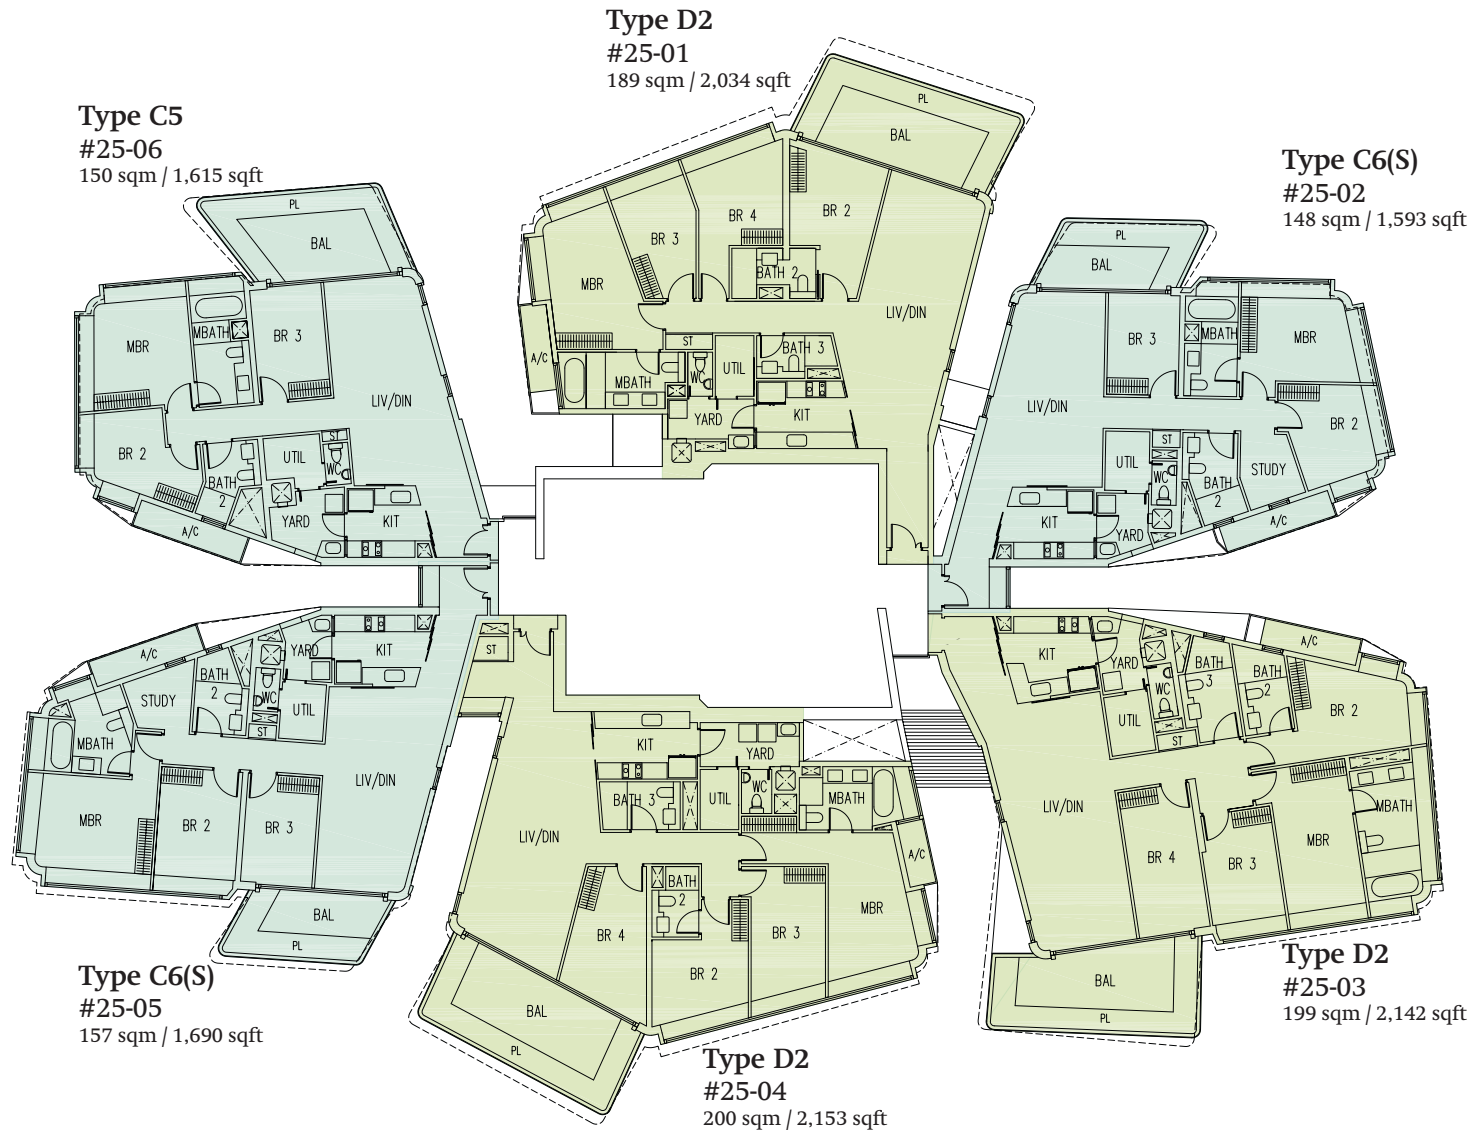 Type D2
#25-01
189 sqm / 2,034 sqft
Type C5
#25-06
150 sqm / 1,615 sqft
Type C6(S)
#25-02
148 sqm / 1,593 sqft
PL
BAL
BR 4
BR 2
BR 3
BATH 2
MBR
LIV/DIN
A/C
ST
BATH 3
UTIL
WC
MBATH
YARD
KIT
PL
BAL
MBR
MBATH
BR 3
LIV/DIN
BR 2
ST
UTIL
WC
BATH
2
YARD
KIT
A/C
PL
BAL
BR 3
MBATH
MBR
LIV/DIN
BR 2
ST
UTIL
WC
STUDY
BATH
2
KIT
YARD
A/C
A/C
YARD
KIT
BATH
2
STUDY
WC
UTIL
ST
MBATH
LIV/DIN
MBR
BR 2
BR 3
BAL
PL
ST
KIT
YARD
UTIL
WC
BATH 3
MBATH
LIV/DIN
A/C
BATH
2
BR 4
BR 3
MBR
BR 2
BAL
PL
A/C
KIT
YARD
BATH
3
BATH
2
WC
UTIL
ST
BR 2
LIV/DIN
MBATH
MBR
BR 4
BR 3
BAL
PL
Type C6(S)
#25-05
157 sqm / 1,690 sqft
Type D2
#25-03
199 sqm / 2,142 sqft
Type D2
#25-04
200 sqm / 2,153 sqft